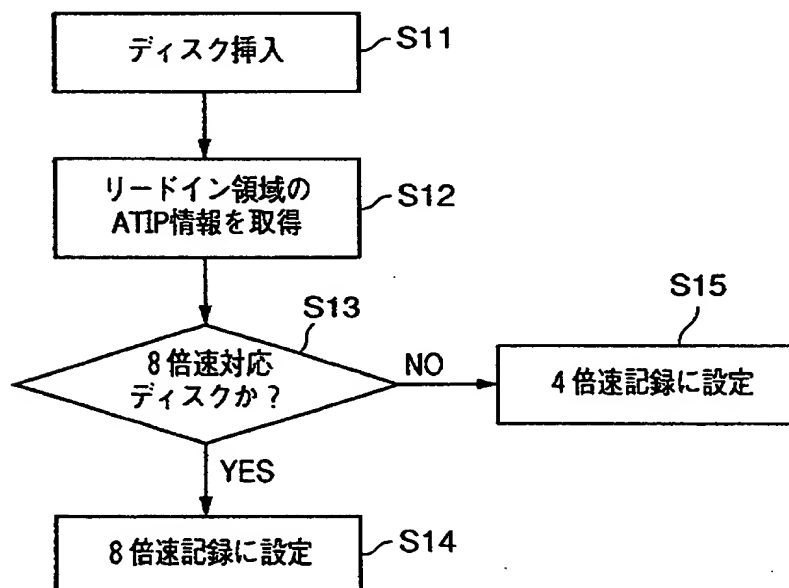 ディスク挿入
S11
リードイン領域の
ATIP情報を取得
S12
S13
8倍速対応
ディスクか?
NO
S15
4倍速記録に設定
YES
8倍速記録に設定
S14